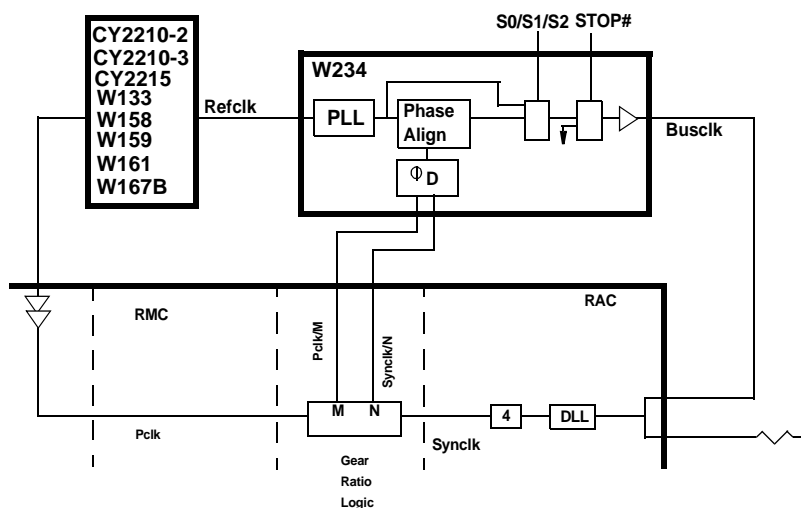 S0/S1/S2 STOP#
CY2210-2
CY2210-3
CY2215
W133
W158
W159
W161
W167B
Refclk
W234
PLL
Phase
Align
Φ D
Busclk
RMC
RAC
Pclk/M
Synclk/N
M N
4
DLL
Pclk
Synclk
Gear
Ratio
Logic